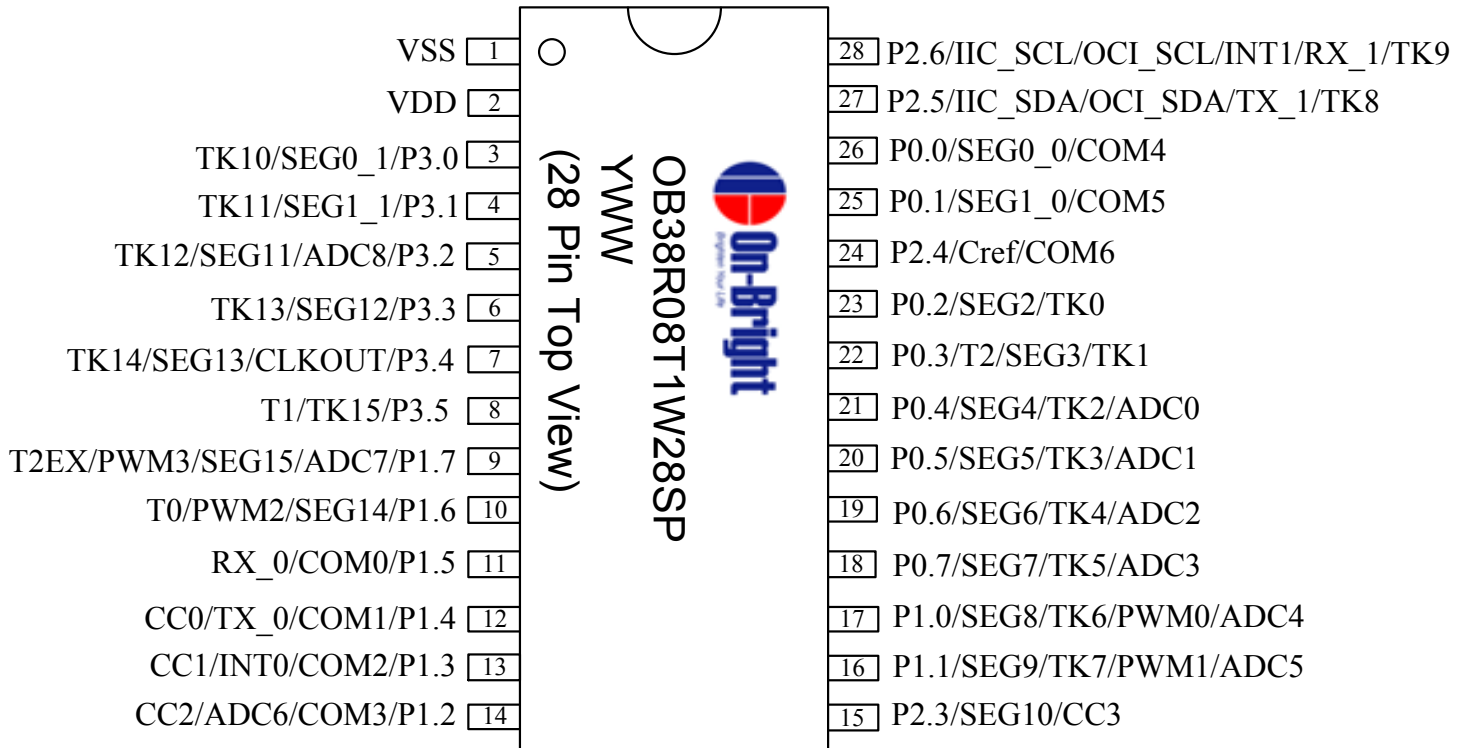 VSS 1
VDD 2
TK10/SEG0_1/P3.0 3
TK11/SEG1_1/P3.1 4
TK12/SEG11/ADC8/P3.2 5
TK13/SEG12/P3.3 6
TK14/SEG13/CLKOUT/P3.4 7
T1/TK15/P3.5 8
T2EX/PWM3/SEG15/ADC7/P1.7 9
T0/PWM2/SEG14/P1.6 10
RX_0/COM0/P1.5 11
CC0/TX_0/COM1/P1.4 12
CC1/INT0/COM2/P1.3 13
CC2/ADC6/COM3/P1.2 14
On-Bright
Brighten Your Life
OB38R08T1W28SP
YWW
(28 Pin Top View)
28 P2.6/IIC_SCL/OCI_SCL/INT1/RX_1/TK9
27 P2.5/IIC_SDA/OCI_SDA/TX_1/TK8
26 P0.0/SEG0_0/COM4
25 P0.1/SEG1_0/COM5
24 P2.4/Cref/COM6
23 P0.2/SEG2/TK0
22 P0.3/T2/SEG3/TK1
21 P0.4/SEG4/TK2/ADC0
20 P0.5/SEG5/TK3/ADC1
19 P0.6/SEG6/TK4/ADC2
18 P0.7/SEG7/TK5/ADC3
17 P1.0/SEG8/TK6/PWM0/ADC4
16 P1.1/SEG9/TK7/PWM1/ADC5
15 P2.3/SEG10/CC3